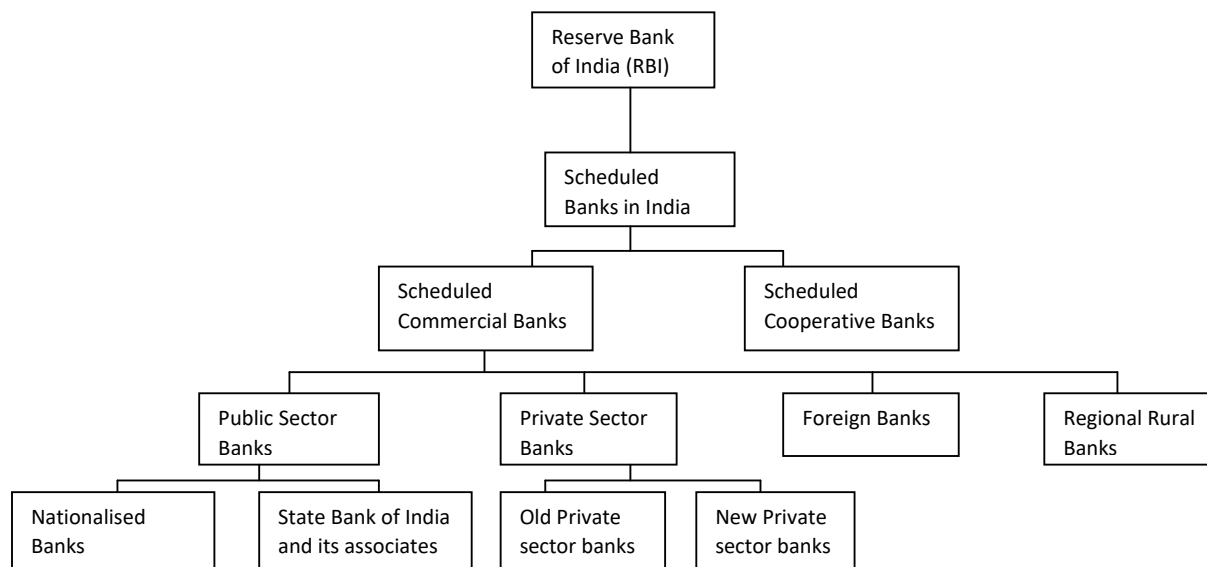 Reserve Bank
of India (RBI)
Scheduled
Banks in India
Scheduled
Commercial Banks
Scheduled
Cooperative Banks
Public Sector
Banks
Private Sector
Banks
Foreign Banks
Regional Rural
Banks
Nationalised
Banks
State Bank of India
and its associates
Old Private
sector banks
New Private
sector banks